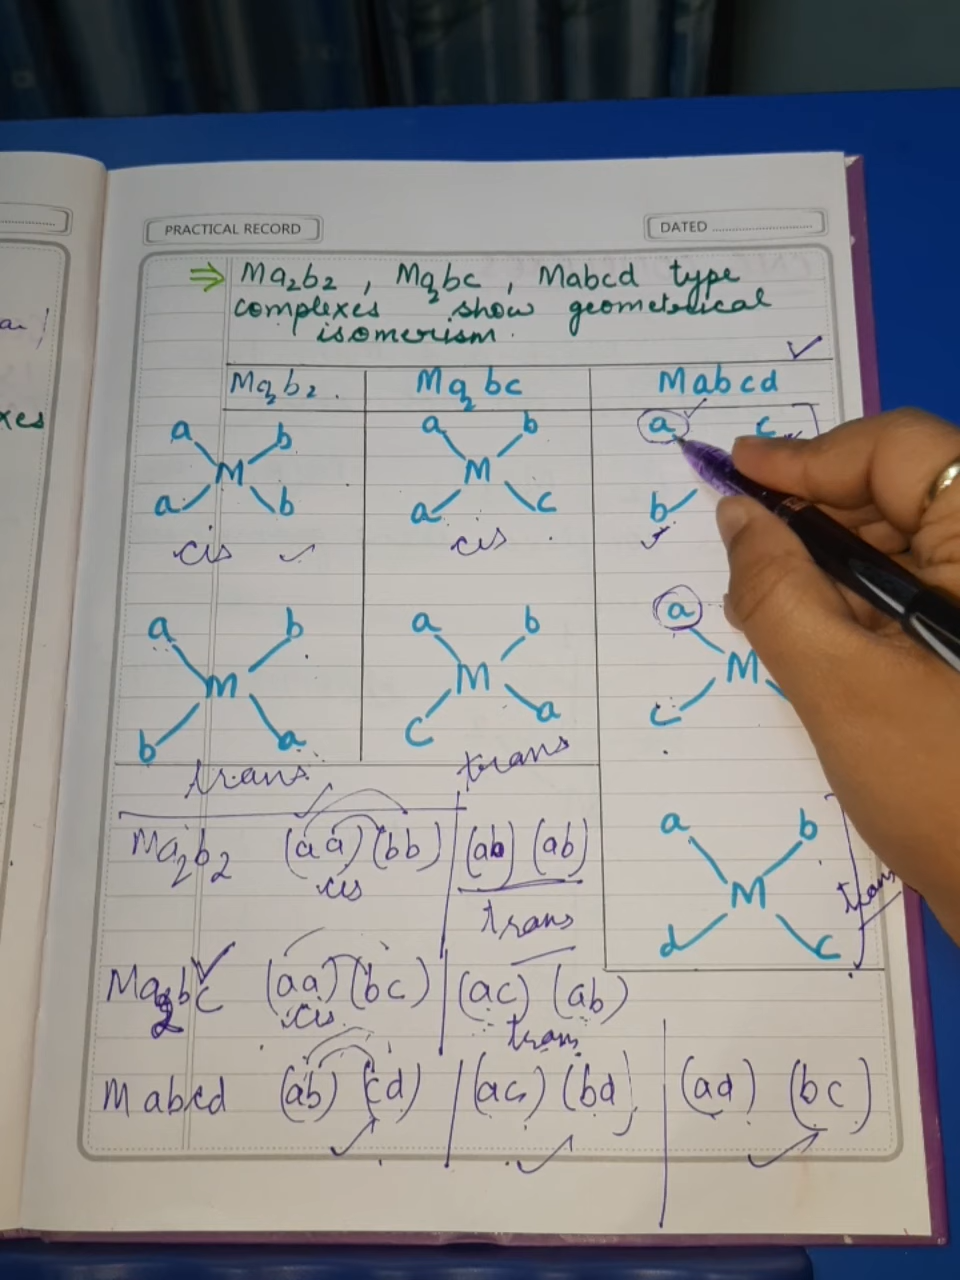 PRACTICAL RECORD
DATED
⇒ Ma2b2 , Ma2bc , Mabcd type
complexes show geometrical
isomerism.
Ma2b2. Ma2bc Mabcd
a b a b a c
M M
a b a c b
cis cis
a b a b a
M M M
b a c a c
trans trans
a b
M
d c
trans
Ma2b2 (aa)(bb) (ab) (ab)
cis trans
Ma2bc (aa)(bc) (ac) (ab)
cis trans
Mabcd (ab) (cd) (ac) (bd) (ad) (bc)